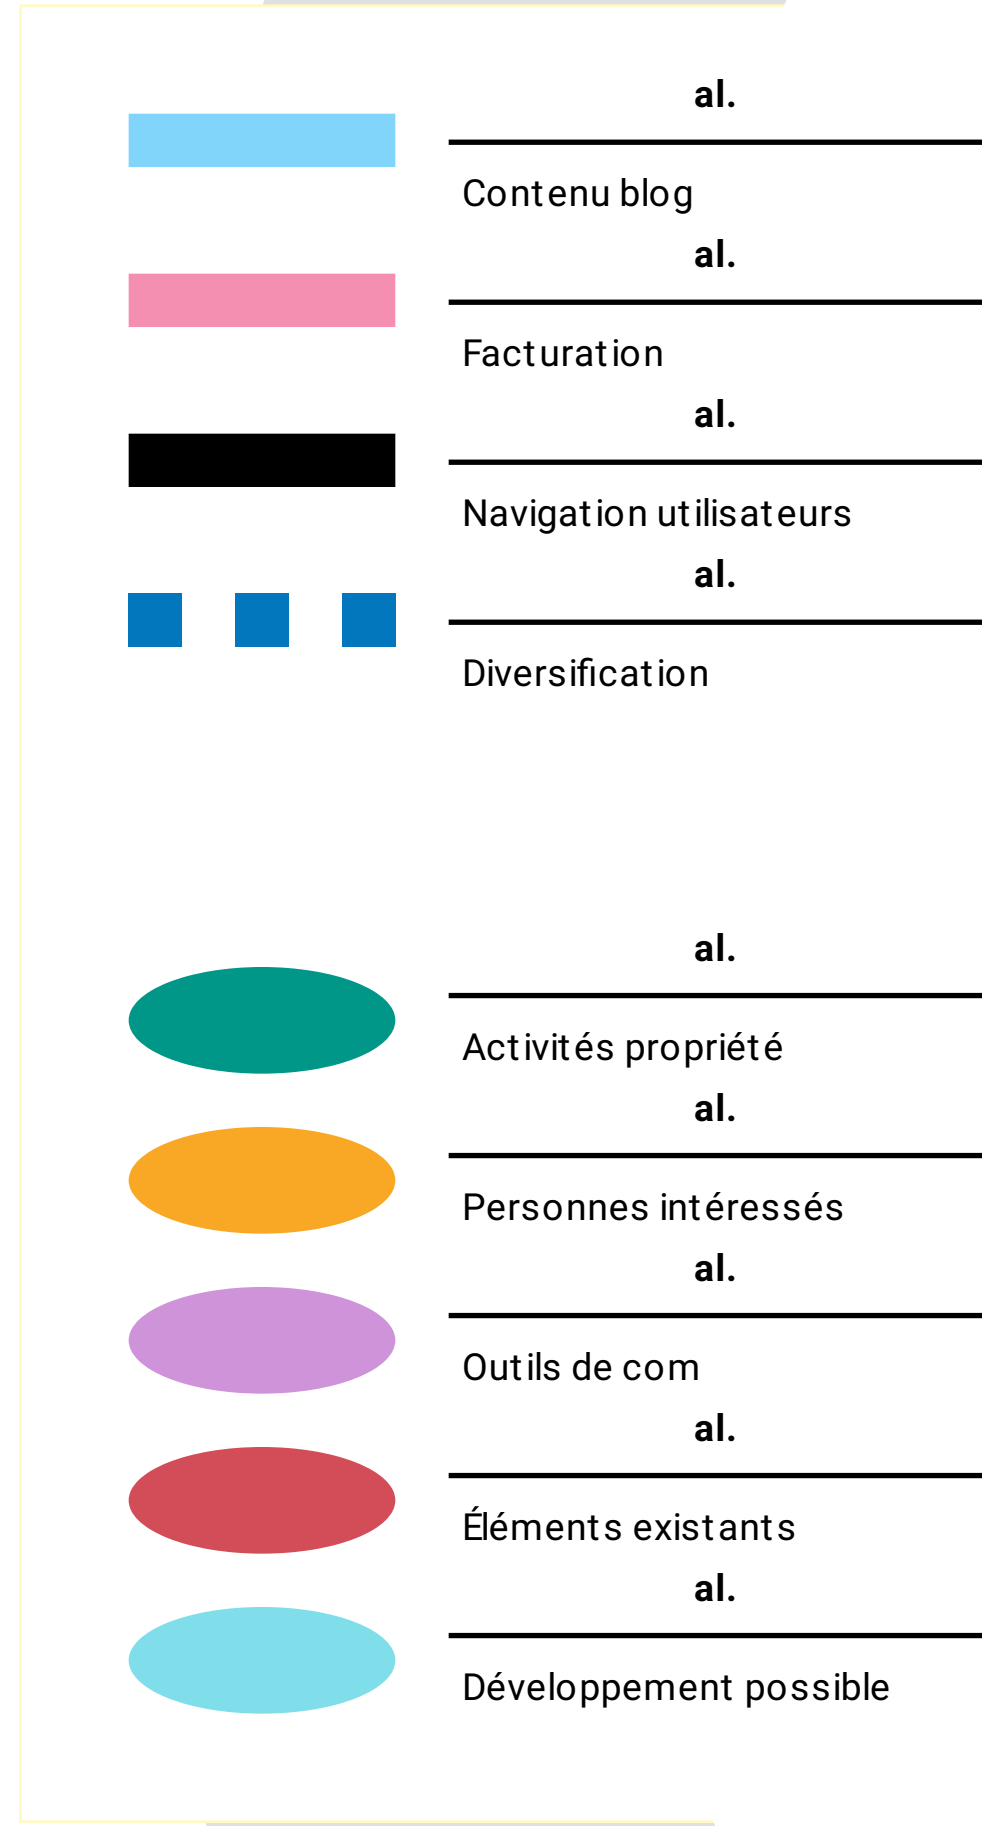 al.
Contenu blog
al.
Facturation
al.
Navigation utilisateurs
al.
Diversification
al.
Activités propriété
al.
Personnes intéressés
al.
Outils de com
al.
Éléments existants
al.
Développement possible